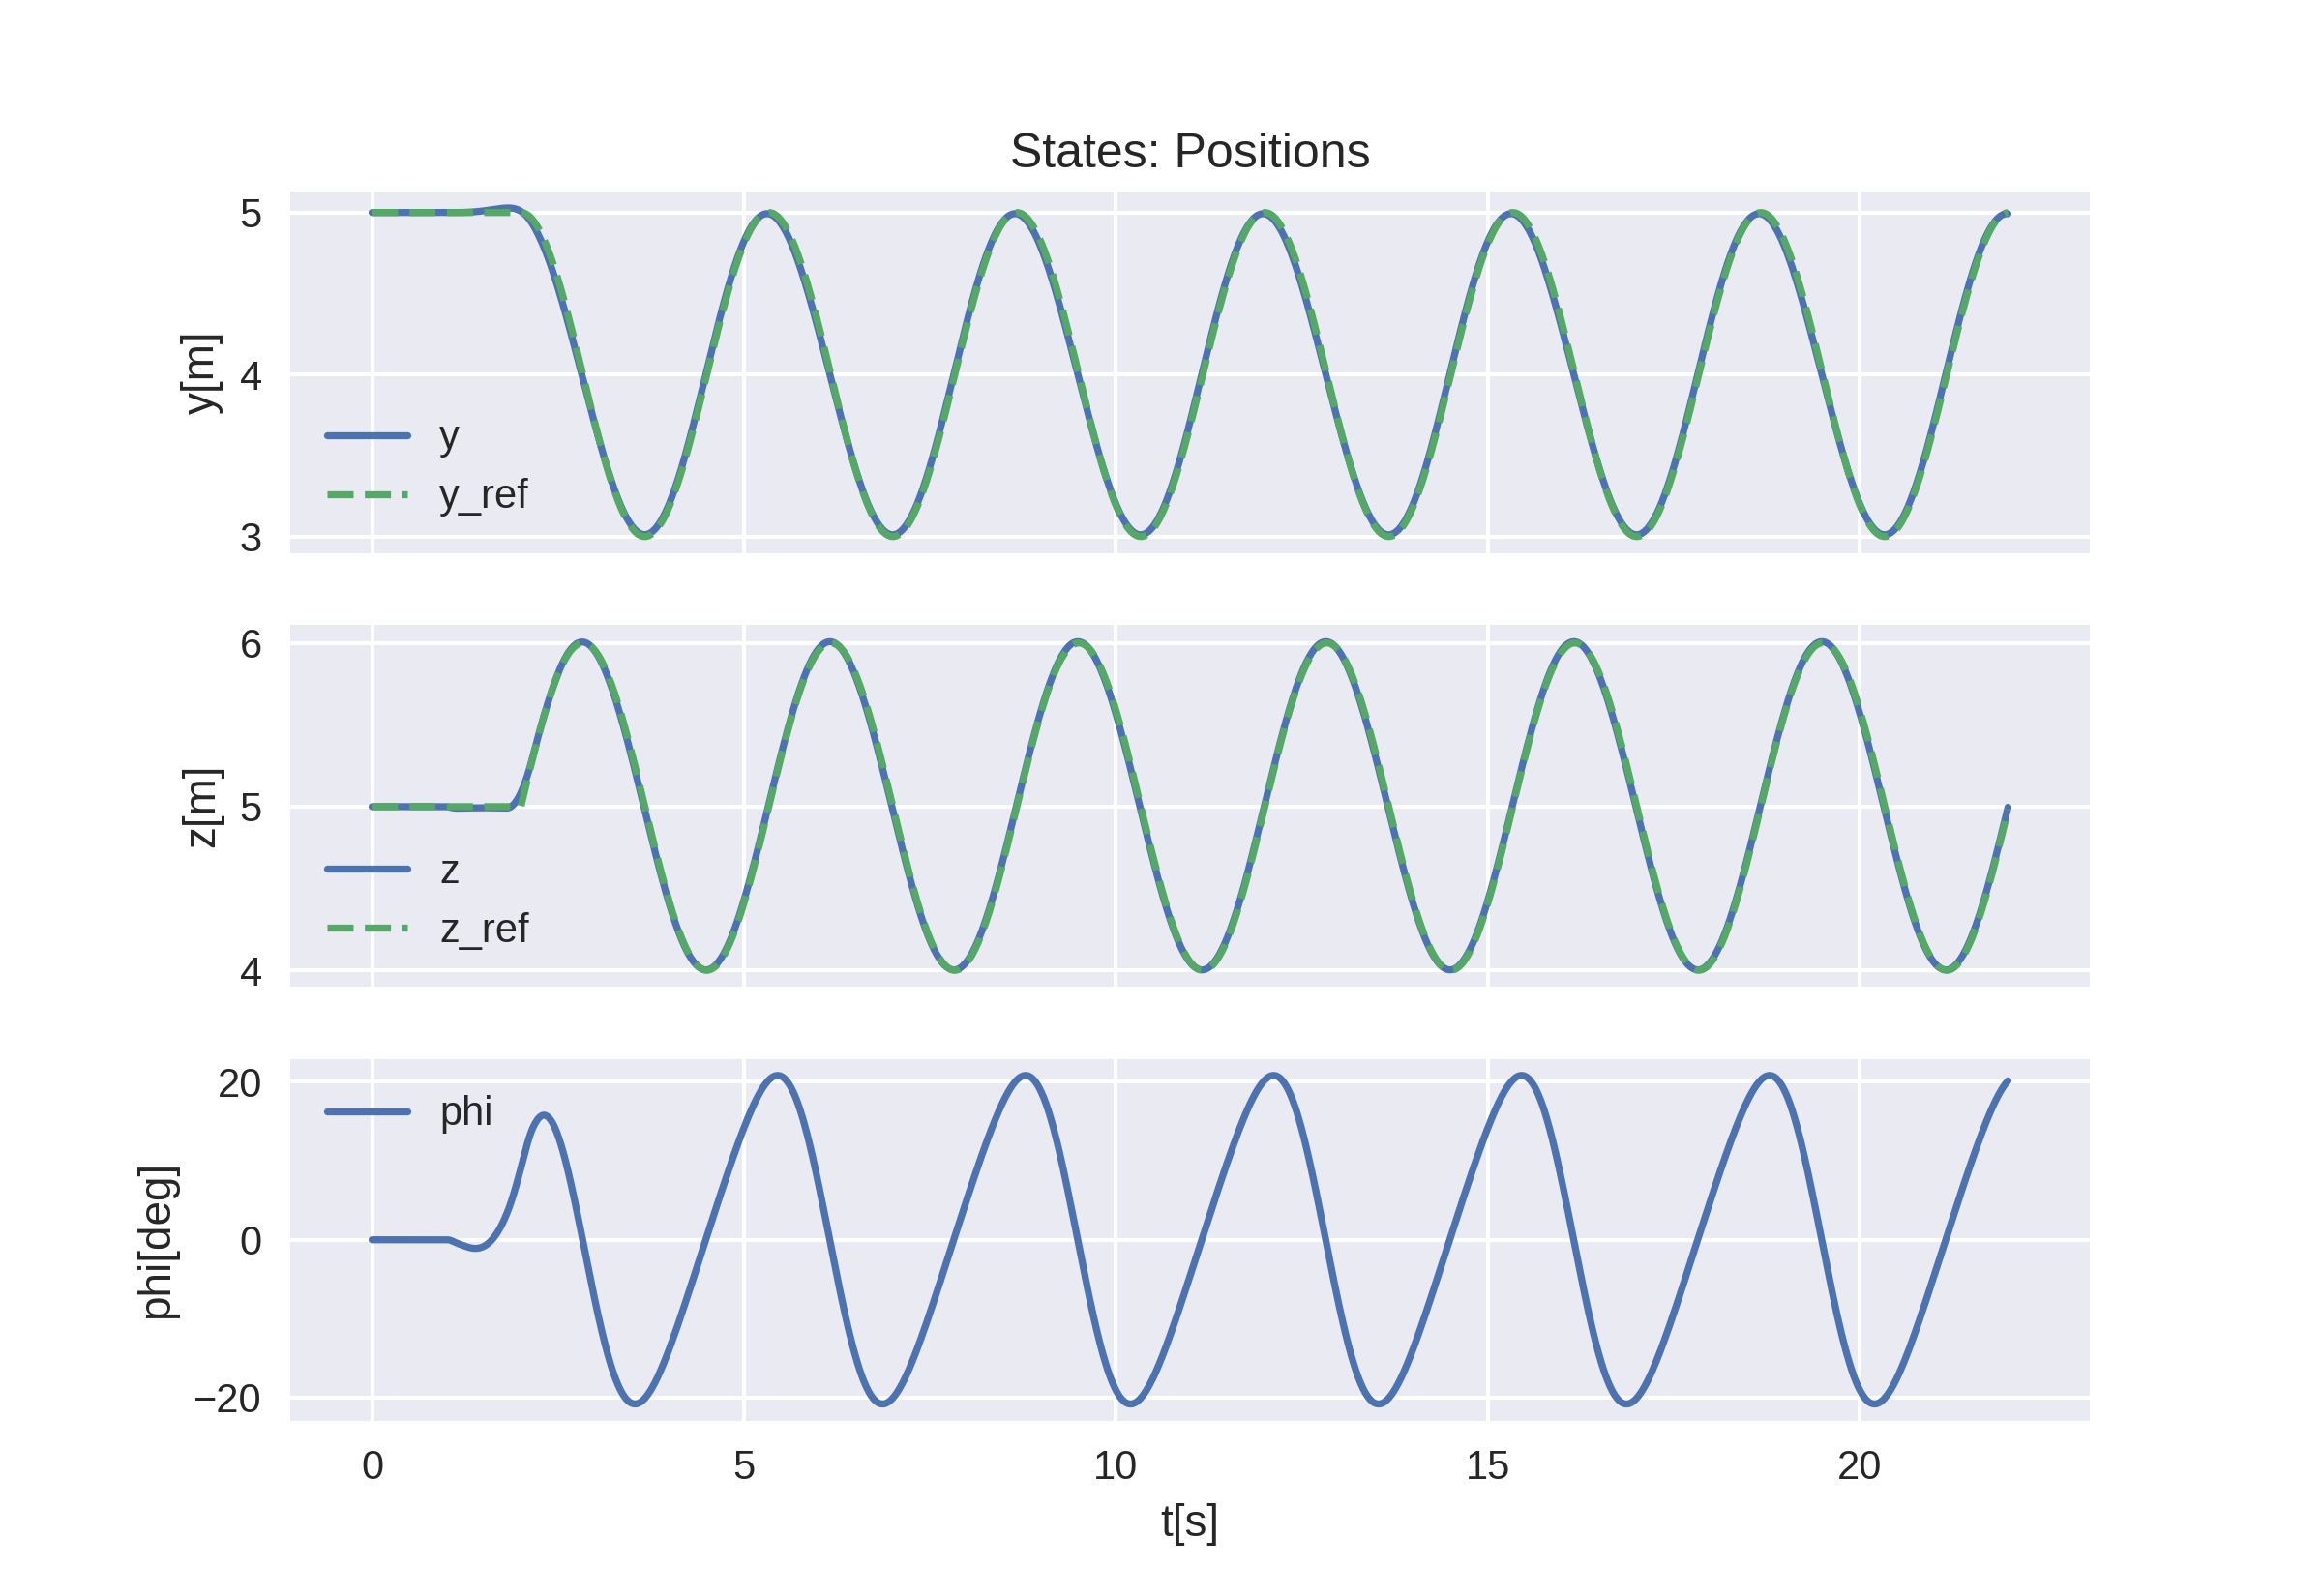 States: Positions
5
4
3
y[m]
y
y_ref
6
5
4
z[m]
z
z_ref
20
0
−20
phi[deg]
phi
0 5 10 15 20
t[s]